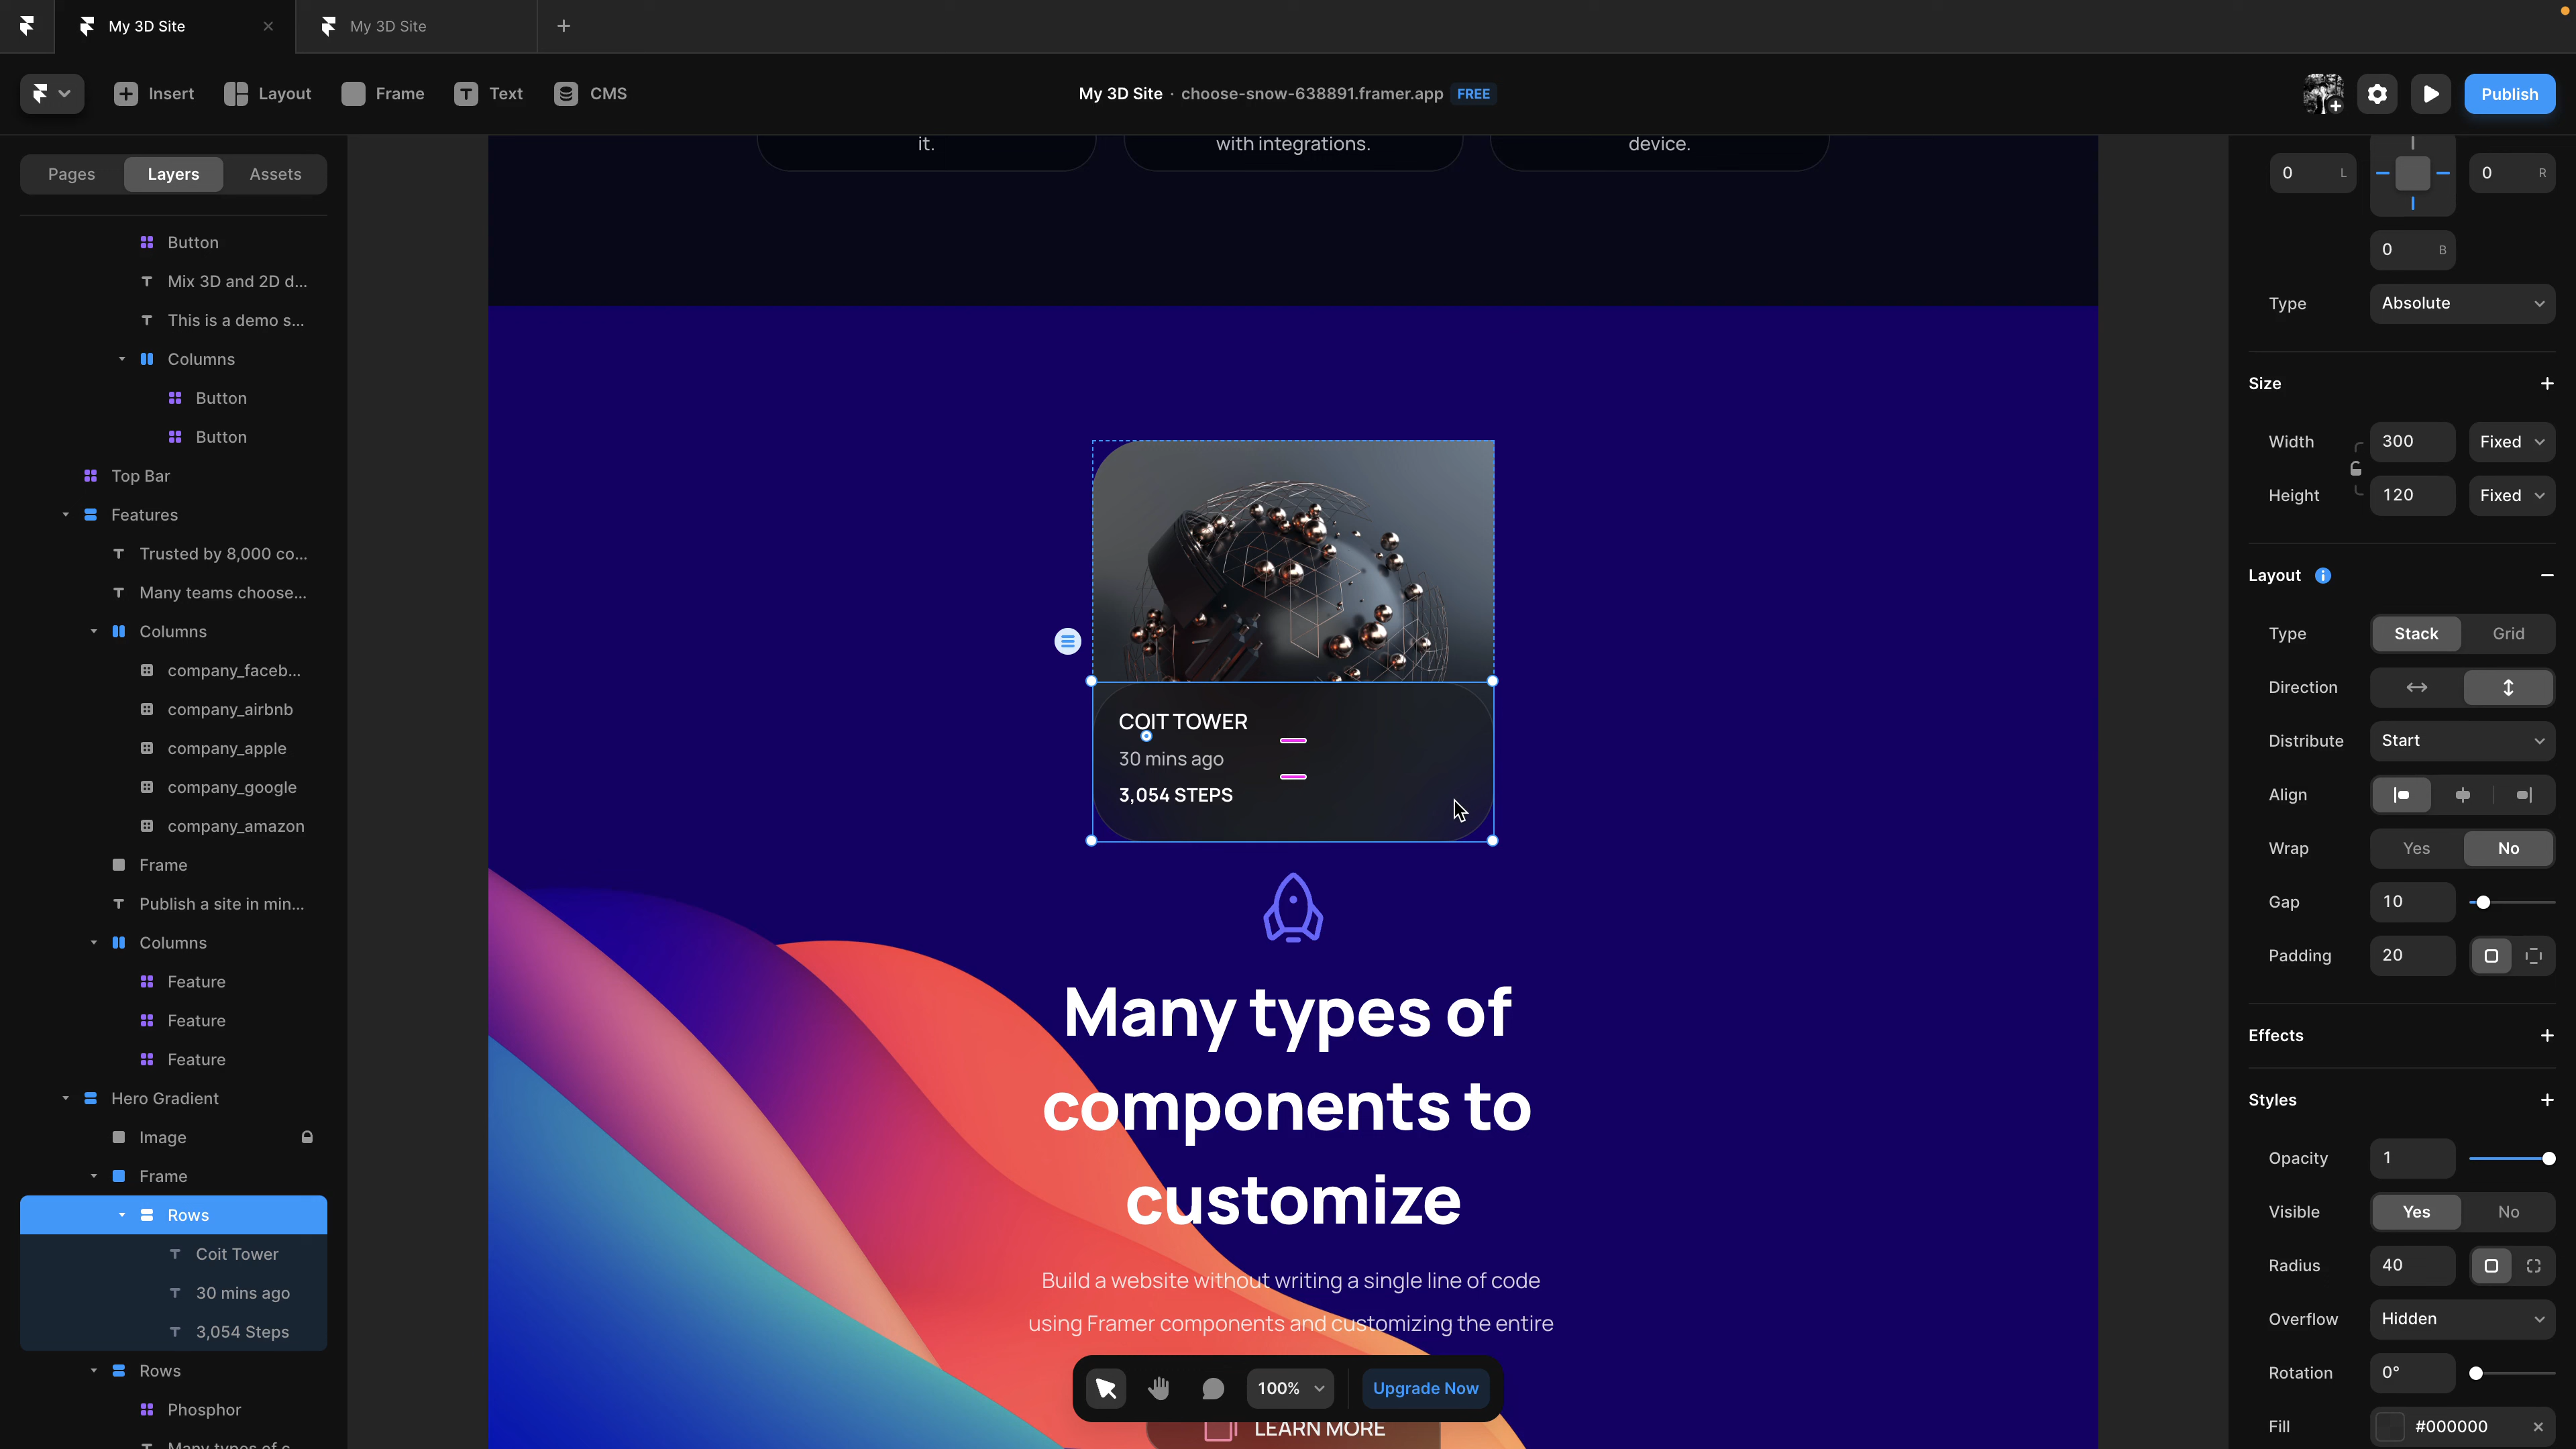 My 3D Site
My 3D Site
Insert
Layout
Frame
Text
CMS
My 3D Site · choose-snow-638891.framer.app FREE
Publish
Pages
Layers
Assets
Button
Mix 3D and 2D d...
This is a demo s...
Columns
Button
Button
Top Bar
Features
Trusted by 8,000 co...
Many teams choose...
Columns
company_faceb...
company_airbnb
company_apple
company_google
company_amazon
Frame
Publish a site in min...
Columns
Feature
Feature
Feature
Hero Gradient
Image
Frame
Rows
Coit Tower
30 mins ago
3,054 Steps
Rows
Phosphor
Many types of c
it.
with integrations.
device.
COIT TOWER
30 mins ago
3,054 STEPS
Many types of
components to
customize
Build a website without writing a single line of code
using Framer components and customizing the entire
100%
Upgrade Now
LEARN MORE
0 L
0 R
0 B
Type Absolute
Size
Width 300 Fixed
Height 120 Fixed
Layout
Type Stack Grid
Direction
Distribute Start
Align
Wrap Yes No
Gap 10
Padding 20
Effects
Styles
Opacity 1
Visible Yes No
Radius 40
Overflow Hidden
Rotation 0°
Fill #000000